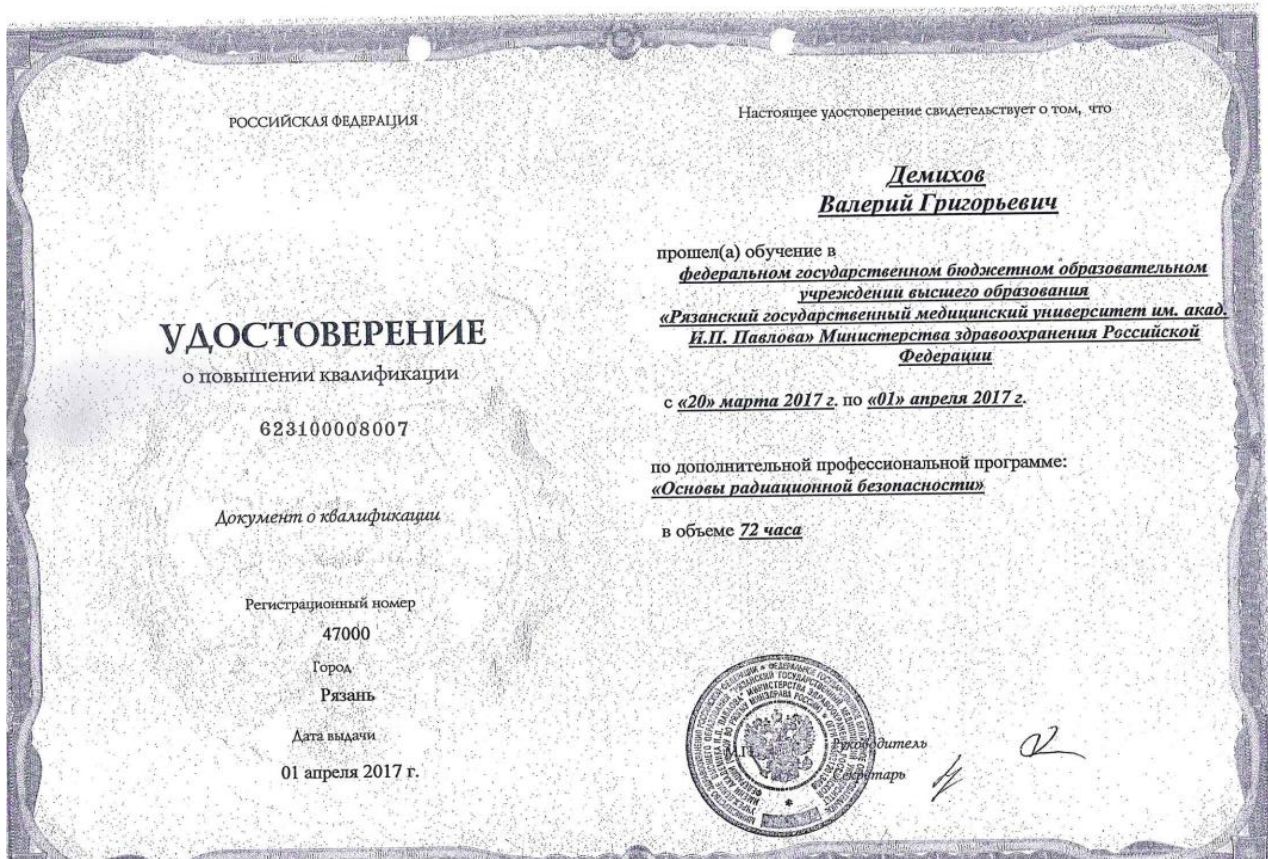 РОССИЙСКАЯ ФЕДЕРАЦИЯ
УДОСТОВЕРЕНИЕ
о повышении квалификации
623100008007
Документ о квалификации
Регистрационный номер
47000
Город
Рязань
Дата выдачи
01 апреля 2017 г.
Настоящее удостоверение свидетельствует о том, что
Демихов
Валерий Григорьевич
прошел(а) обучение в
федеральном государственном бюджетном образовательном
учреждении высшего образования
«Рязанский государственный медицинский университет им. акад.
И.П. Павлова» Министерства здравоохранения Российской
Федерации
с «20» марта 2017 г. по «01» апреля 2017 г.
по дополнительной профессиональной программе:
«Основы радиационной безопасности»
в объеме 72 часа
М.П.
Руководитель
Секретарь